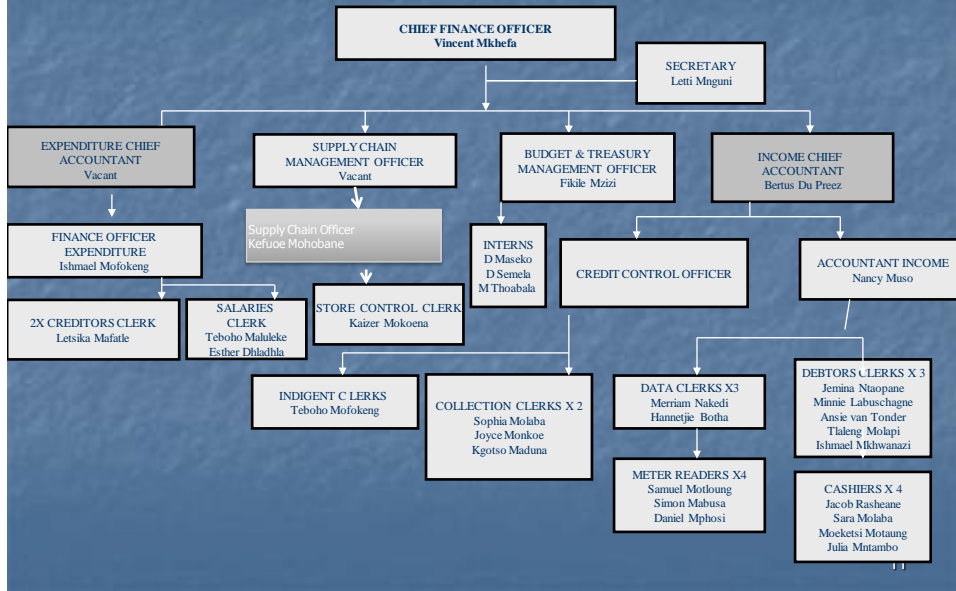 CHIEF FINANCE OFFICER
Vincent Mkhefa
SECRETARY
Letti Mnguni
EXPENDITURE CHIEF
ACCOUNTANT
Vacant
SUPPLY CHAIN
MANAGEMENT OFFICER
Vacant
BUDGET & TREASURY
MANAGEMENT OFFICER
Fikile Mzizi
INCOME CHIEF
ACCOUNTANT
Bertus Du Preez
Supply Chain Officer
Kefuoe Mohobane
FINANCE OFFICER
EXPENDITURE
Ishmael Mofokeng
INTERNS
D Maseko
D Semela
M Thoabala
CREDIT CONTROL OFFICER
ACCOUNTANT INCOME
Nancy Muso
2X CREDITORS CLERK
Letsika Mafatle
SALARIES
CLERK
Teboho Maluleke
Esther Dhladhla
STORE CONTROL CLERK
Kaizer Mokoena
INDIGENT C LERKS
Teboho Mofokeng
COLLECTION CLERKS X 2
Sophia Molaba
Joyce Monkoe
Kgotso Maduna
DATA CLERKS X3
Merriam Nakedi
Hannetjie Botha
DEBTORS CLERKS X 3
Jemina Ntaopane
Minnie Labuschagne
Ansie van Tonder
Tlaleng Molapi
Ishmael Mkhwanazi
METER READERS X4
Samuel Motloung
Simon Mabusa
Daniel Mphosi
CASHIERS X 4
Jacob Rasheane
Sara Molaba
Moeketsi Motaung
Julia Mntambo